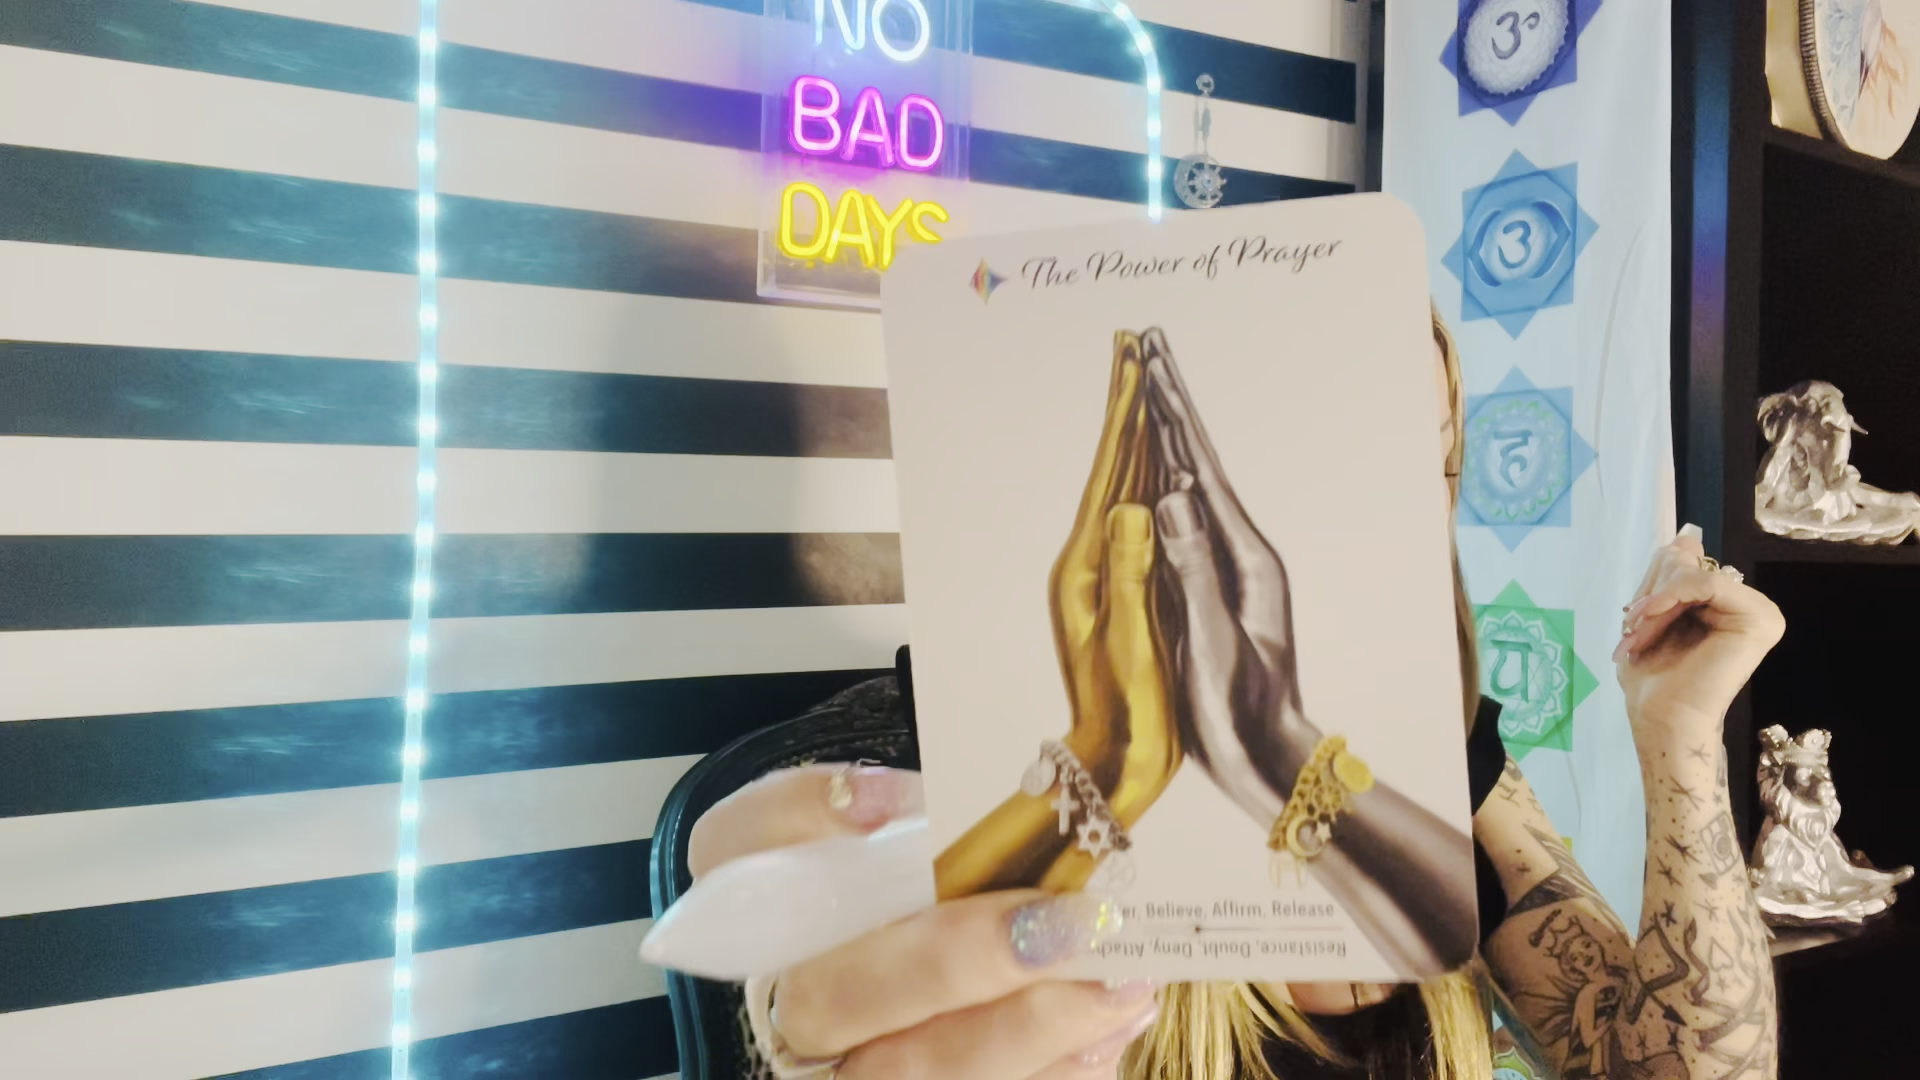 NO
BAD
DAYS
The Power of Prayer
Believe, Affirm, Release
Resistance, Doubt, Deny,
ॐ
ॐ
हं
यं